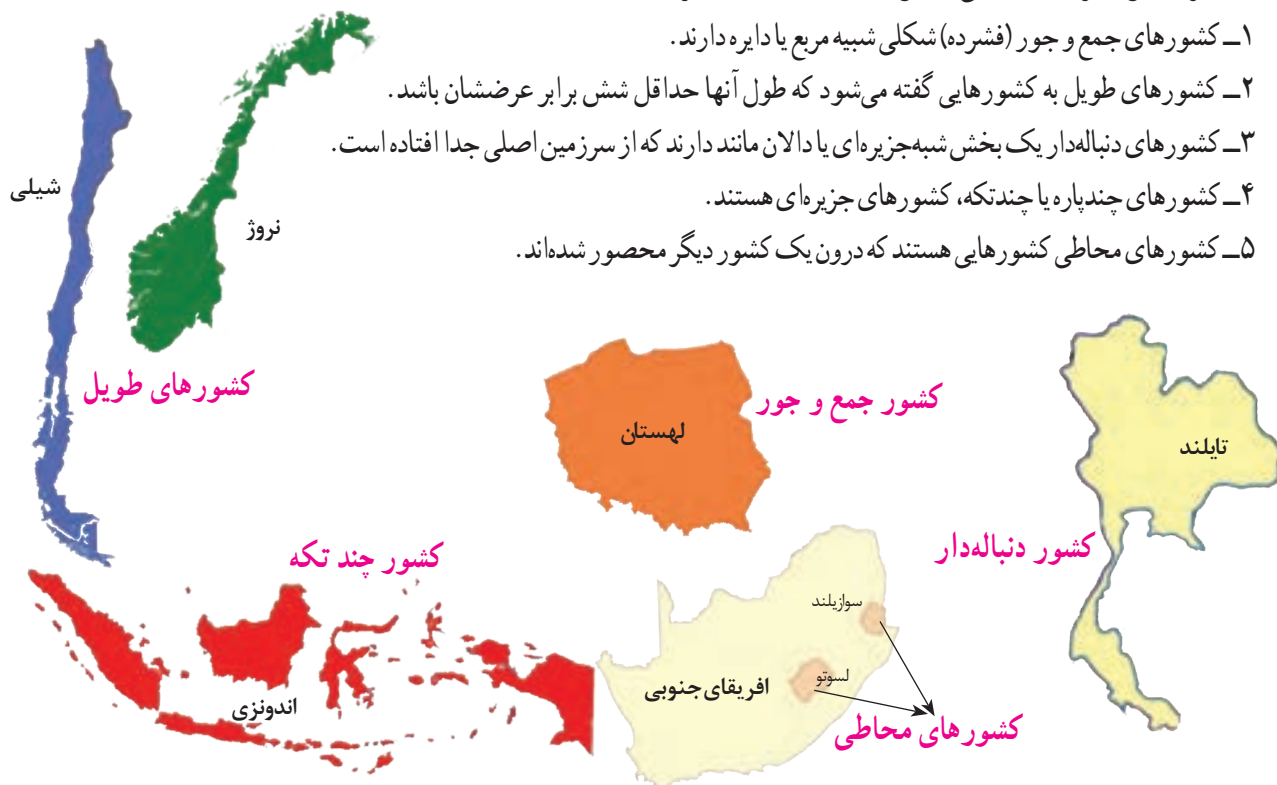 ۱ــ کشورهای جمع و جور (فشرده) شکلی شبیه مربع یا دایره دارند.
۲ــ کشورهای طویل به کشورهایی گفته می‌شود که طول آنها حداقل شش برابر عرضشان باشد.
۳ــ کشورهای دنباله‌دار یک بخش شبه‌جزیره‌ای یا دالان مانند دارند که از سرزمین اصلی جدا افتاده است.
۴ــ کشورهای چندپاره یا چندتکه، کشورهای جزیره‌ای هستند.
۵ــ کشورهای محاطی کشورهایی هستند که درون یک کشور دیگر محصور شده‌اند.
شیلی
نروژ
کشورهای طویل
لهستان
کشور جمع و جور
تایلند
کشور دنباله‌دار
کشور چند تکه
اندونزی
سوازیلند
لسوتو
افریقای جنوبی
کشورهای محاطی